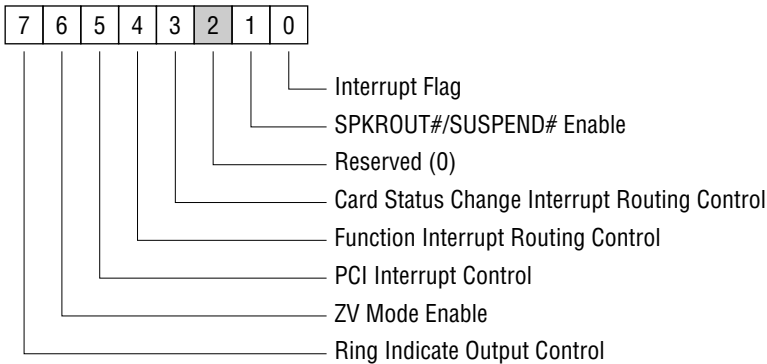 7 6 5 4 3 2 1 0
Interrupt Flag
SPKROUT#/SUSPEND# Enable
Reserved (0)
Card Status Change Interrupt Routing Control
Function Interrupt Routing Control
PCI Interrupt Control
ZV Mode Enable
Ring Indicate Output Control